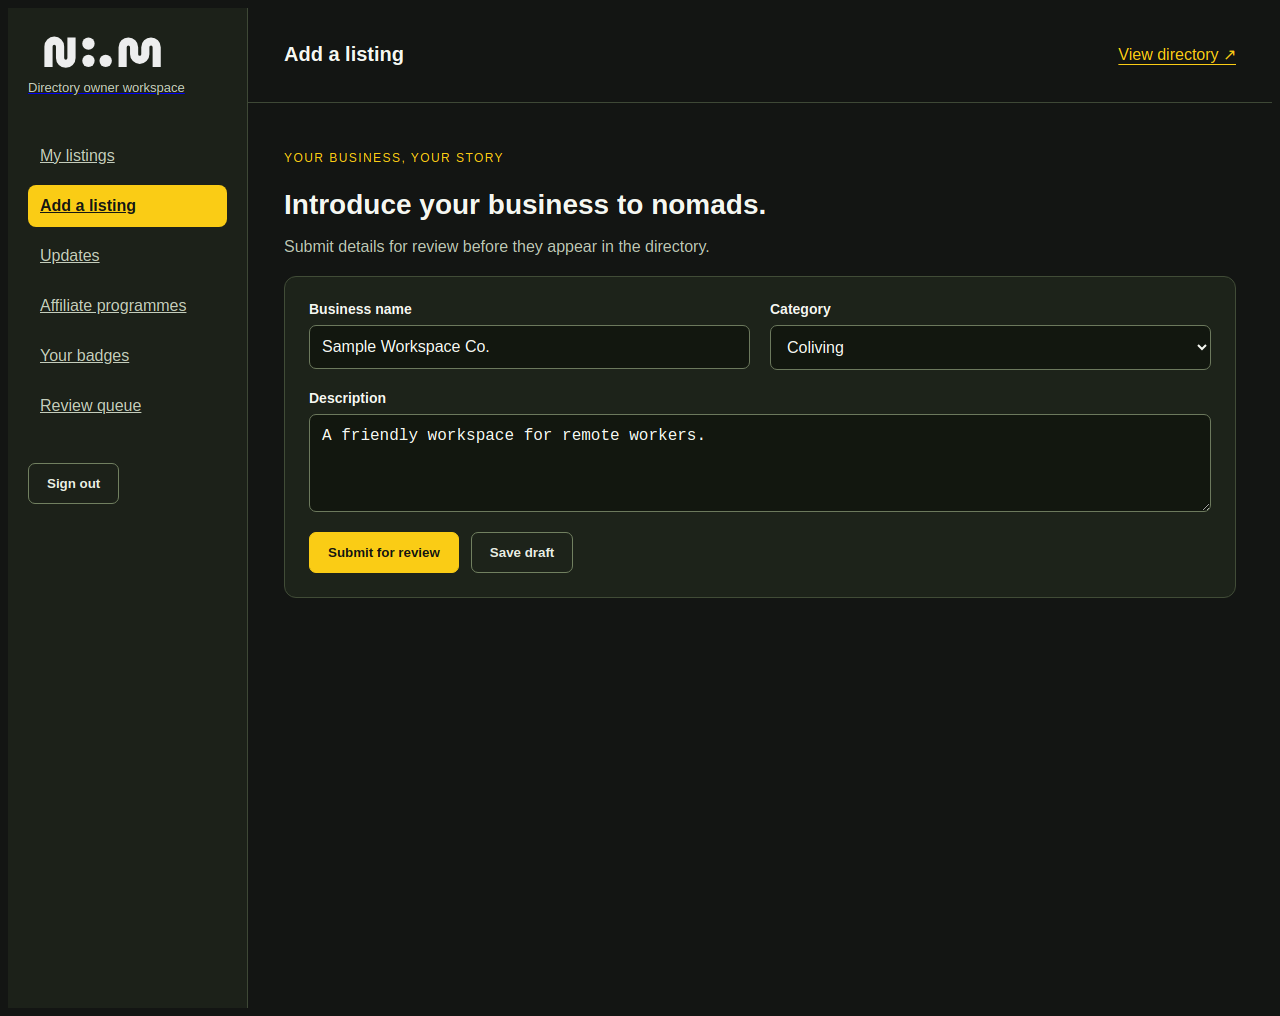 Directory owner workspace
My listings
Add a listing
Updates
Affiliate programmes
Your badges
Review queue
Sign out
Add a listing
View directory ↗
YOUR BUSINESS, YOUR STORY
Introduce your business to nomads.
Submit details for review before they appear in the directory.
Business name
Category
Sample Workspace Co.
Coliving
Description
A friendly workspace for remote workers.
Submit for review
Save draft